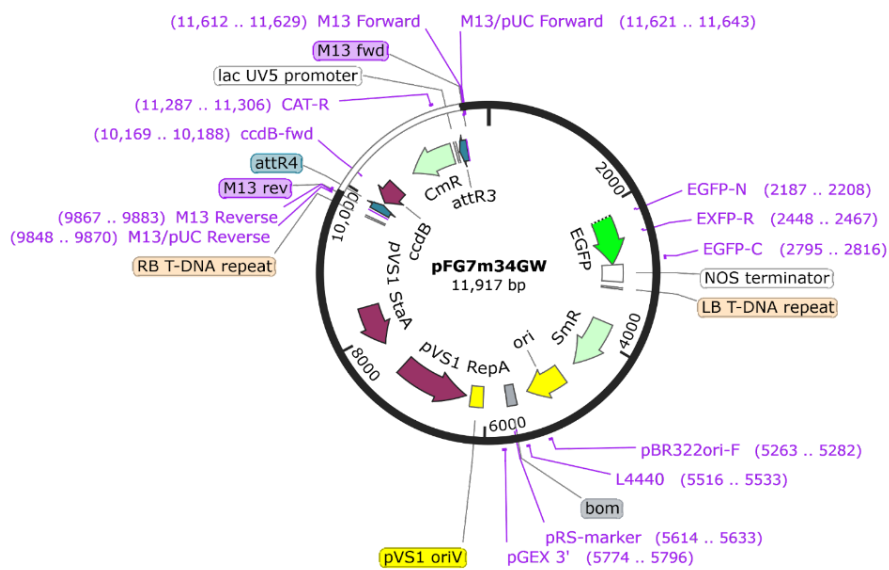 (11,612 .. 11,629) M13 Forward
M13/pUC Forward (11,621 .. 11,643)
M13 fwd
lac UV5 promoter
(11,287 .. 11,306) CAT-R
(10,169 .. 10,188) ccdB-fwd
attR4
M13 rev
(9867 .. 9883) M13 Reverse
(9848 .. 9870) M13/pUC Reverse
RB T-DNA repeat
CmR
attR3
ccdB
10,000
2000
EGFP-N (2187 .. 2208)
EXFP-R (2448 .. 2467)
EGFP-C (2795 .. 2816)
EGFP
NOS terminator
LB T-DNA repeat
pFG7m34GW
11,917 bp
pVS1 StaA
SmR
4000
ori
pVS1 RepA
8000
6000
pBR322ori-F (5263 .. 5282)
L4440 (5516 .. 5533)
bom
pRS-marker (5614 .. 5633)
pGEX 3' (5774 .. 5796)
pVS1 oriV